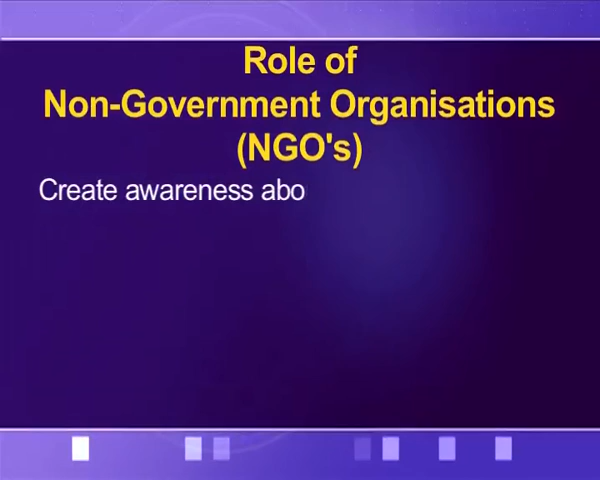 Role of
Non-Government Organisations
(NGO's)
Create awareness abo